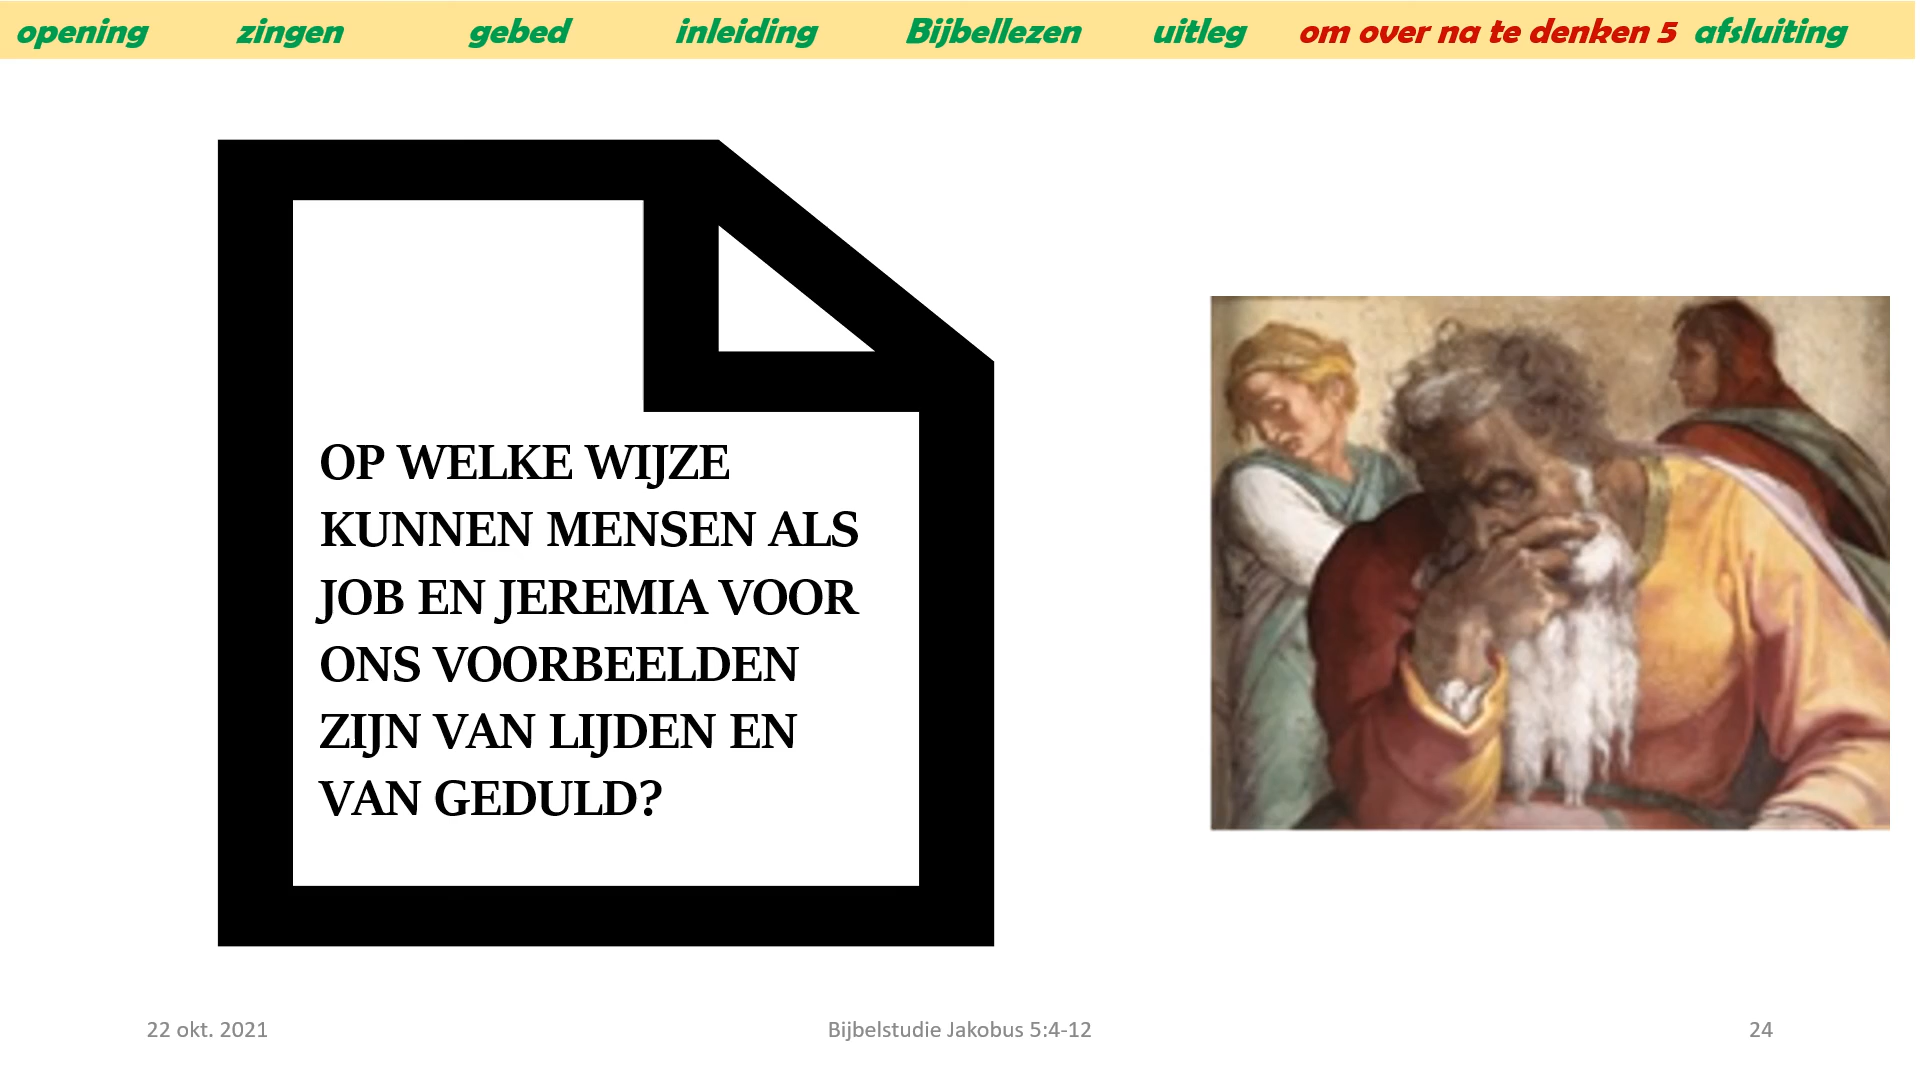 opening zingen gebed inleiding Bijbellezen uitleg om over na te denken 5 afsluiting
OP WELKE WIJZE
KUNNEN MENSEN ALS
JOB EN JEREMIA VOOR
ONS VOORBEELDEN
ZIJN VAN LIJDEN EN
VAN GEDULD?
22 okt. 2021 Bijbelstudie Jakobus 5:4-12 24